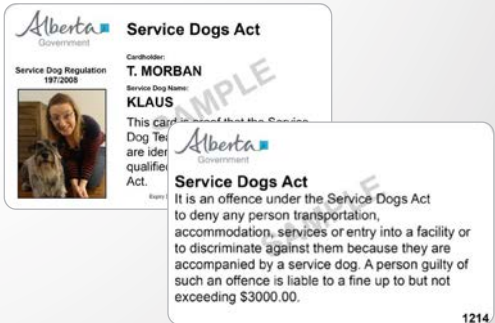 Alberta
Government
Service Dogs Act
Service Dog Regulation
197/2008
Cardholder:
T. MORBAN
Service Dog Name:
KLAUS
This card is proof that the Service
Dog Tea
are iden
qualifie
Act.
Expiry
SAMPLE
Alberta
Government
Service Dogs Act
It is an offence under the Service Dogs Act
to deny any person transportation,
accommodation, services or entry into a facility or
to discriminate against them because they are
accompanied by a service dog. A person guilty of
such an offence is liable to a fine up to but not
exceeding $3000.00.
SAMPLE
1214